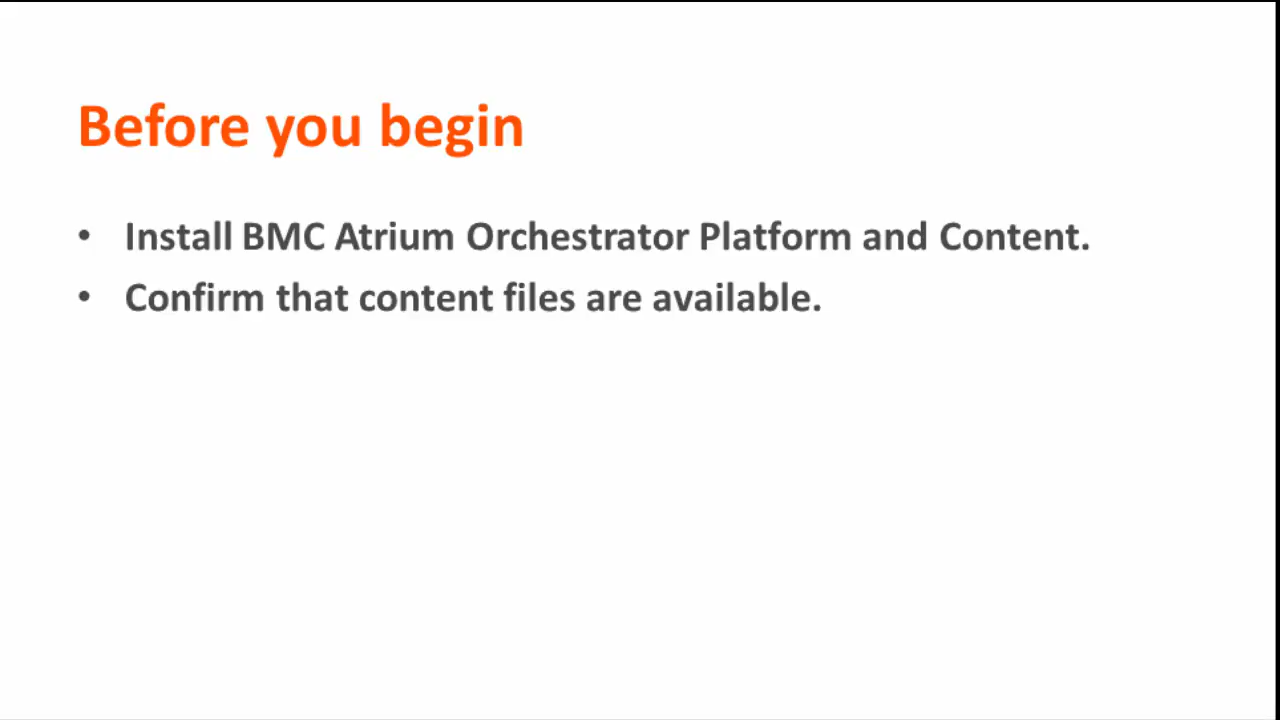 Before you begin
• Install BMC Atrium Orchestrator Platform and Content.
• Confirm that content files are available.